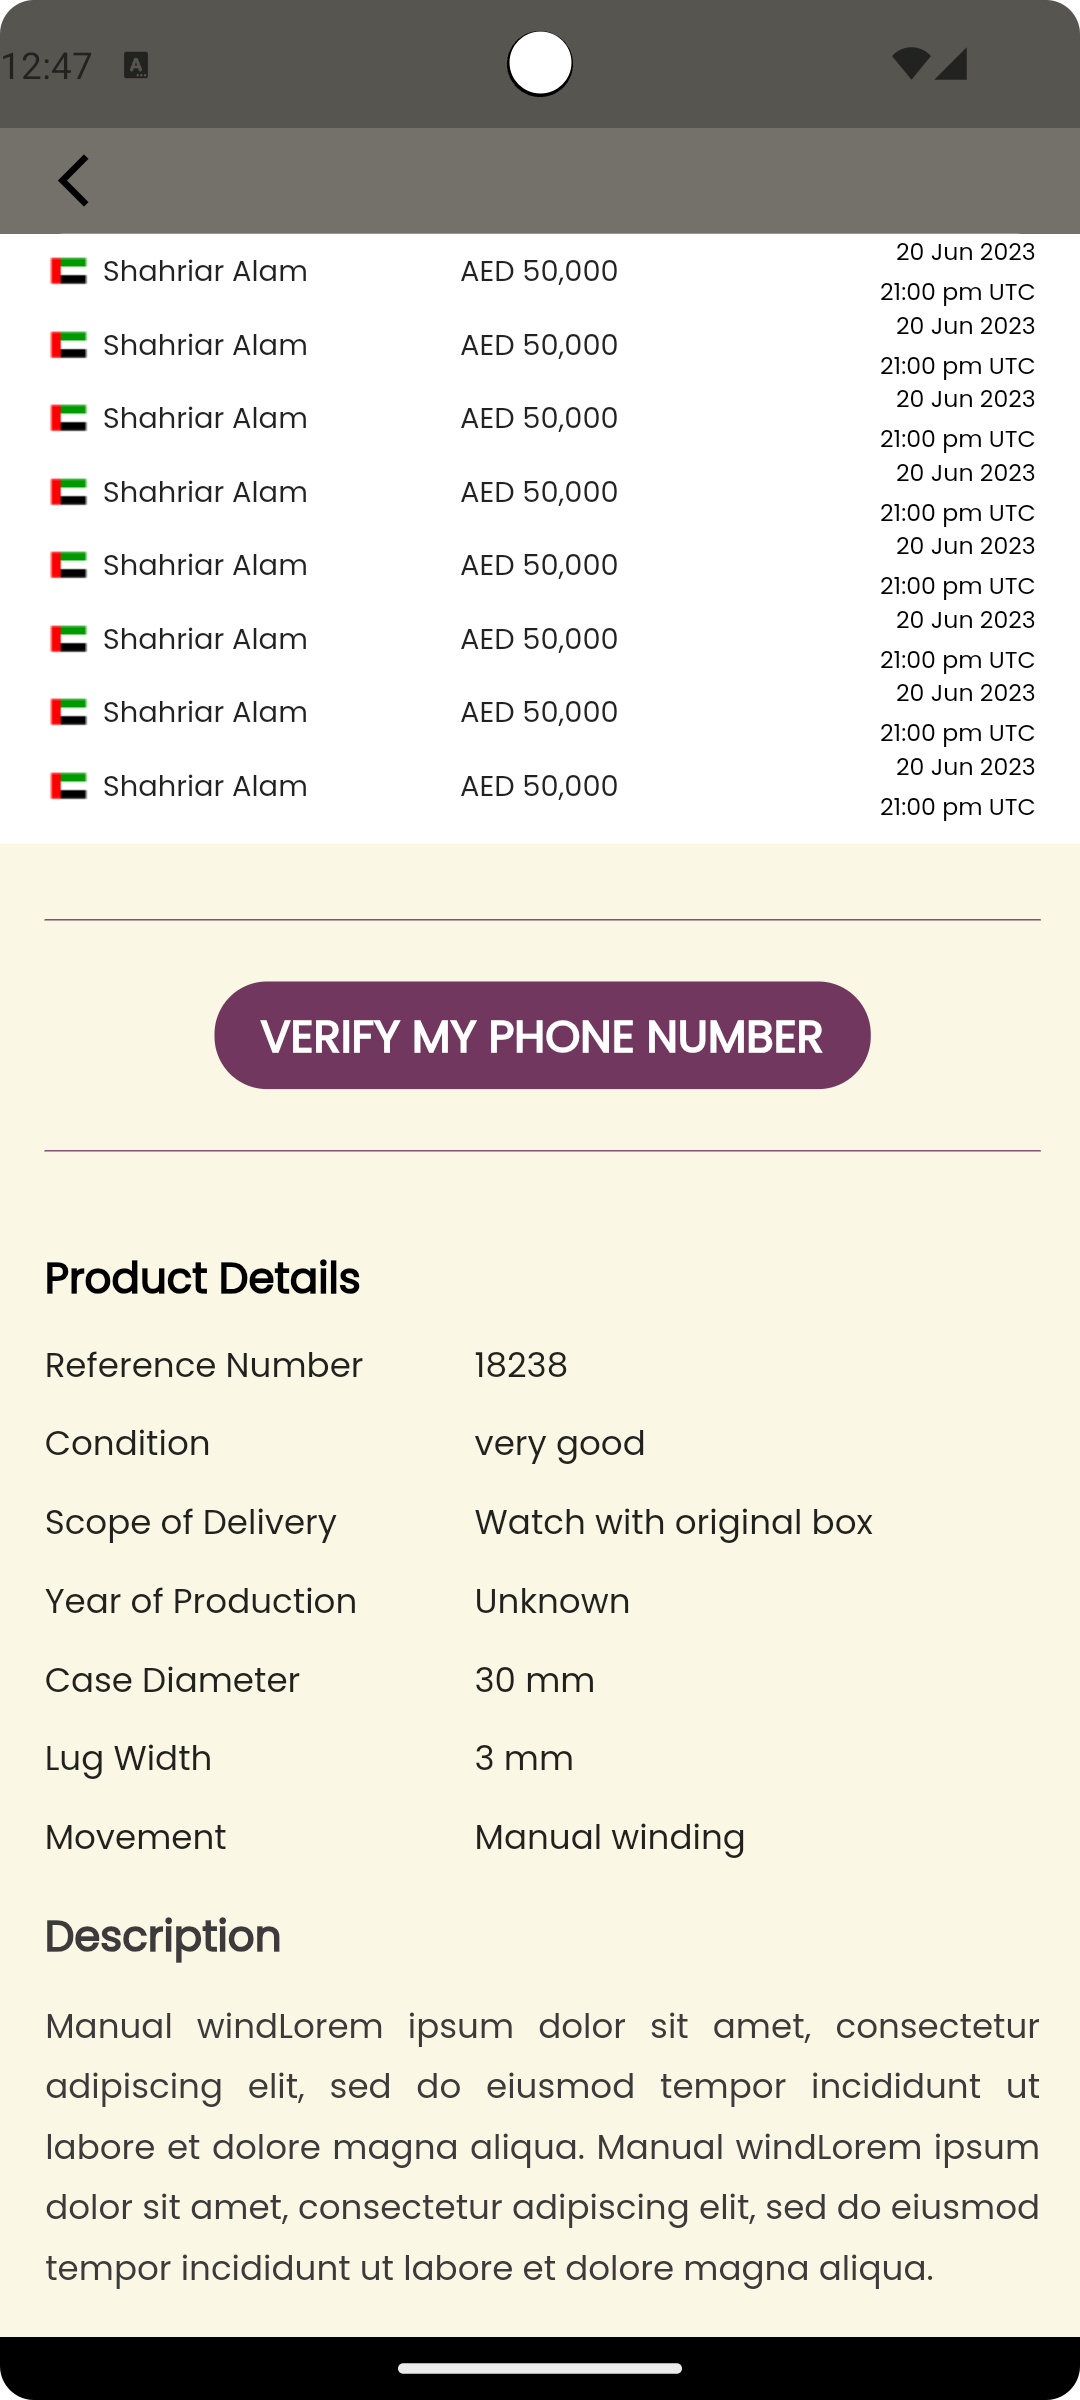 12:47
20 Jun 2023
Shahriar Alam AED 50,000
21:00 pm UTC
20 Jun 2023
Shahriar Alam AED 50,000
21:00 pm UTC
20 Jun 2023
Shahriar Alam AED 50,000
21:00 pm UTC
20 Jun 2023
Shahriar Alam AED 50,000
21:00 pm UTC
20 Jun 2023
Shahriar Alam AED 50,000
21:00 pm UTC
20 Jun 2023
Shahriar Alam AED 50,000
21:00 pm UTC
20 Jun 2023
Shahriar Alam AED 50,000
21:00 pm UTC
20 Jun 2023
Shahriar Alam AED 50,000
21:00 pm UTC
VERIFY MY PHONE NUMBER
Product Details
Reference Number 18238
Condition very good
Scope of Delivery Watch with original box
Year of Production Unknown
Case Diameter 30 mm
Lug Width 3 mm
Movement Manual winding
Description
Manual windLorem ipsum dolor sit amet, consectetur
adipiscing elit, sed do eiusmod tempor incididunt ut
labore et dolore magna aliqua. Manual windLorem ipsum
dolor sit amet, consectetur adipiscing elit, sed do eiusmod
tempor incididunt ut labore et dolore magna aliqua.